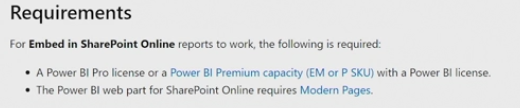 Requirements
For Embed in SharePoint Online reports to work, the following is required:
• A Power BI Pro license or a Power BI Premium capacity (EM or P SKU) with a Power BI license.
• The Power BI web part for SharePoint Online requires Modern Pages.